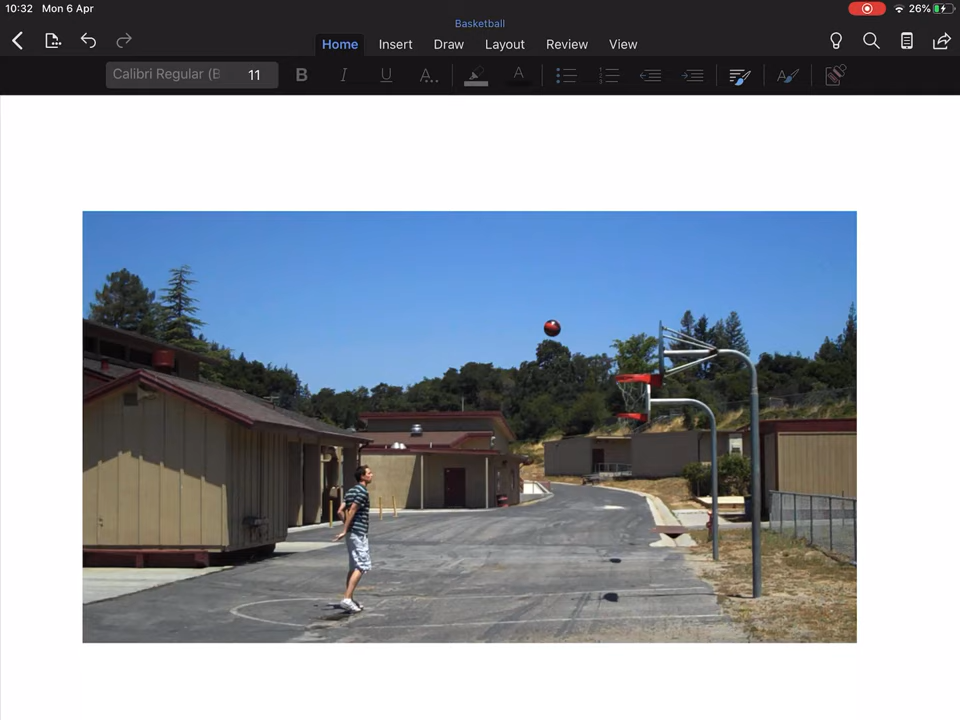 10:32 Mon 6 Apr
26%
Basketball
Home Insert Draw Layout Review View
Calibri Regular (B 11 B I U A... A